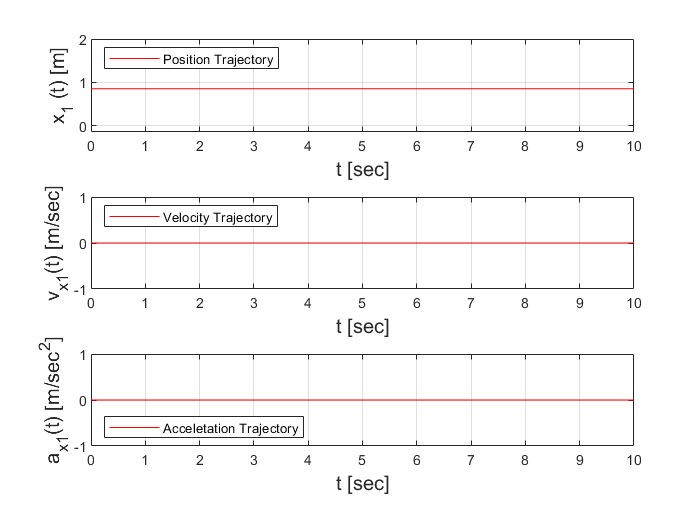 2
1
0
x1 (t) [m]
Position Trajectory
0 1 2 3 4 5 6 7 8 9 10
t [sec]
1
0
-1
vx1(t) [m/sec]
Velocity Trajectory
0 1 2 3 4 5 6 7 8 9 10
t [sec]
1
0
-1
ax1(t) [m/sec2]
Acceletation Trajectory
0 1 2 3 4 5 6 7 8 9 10
t [sec]